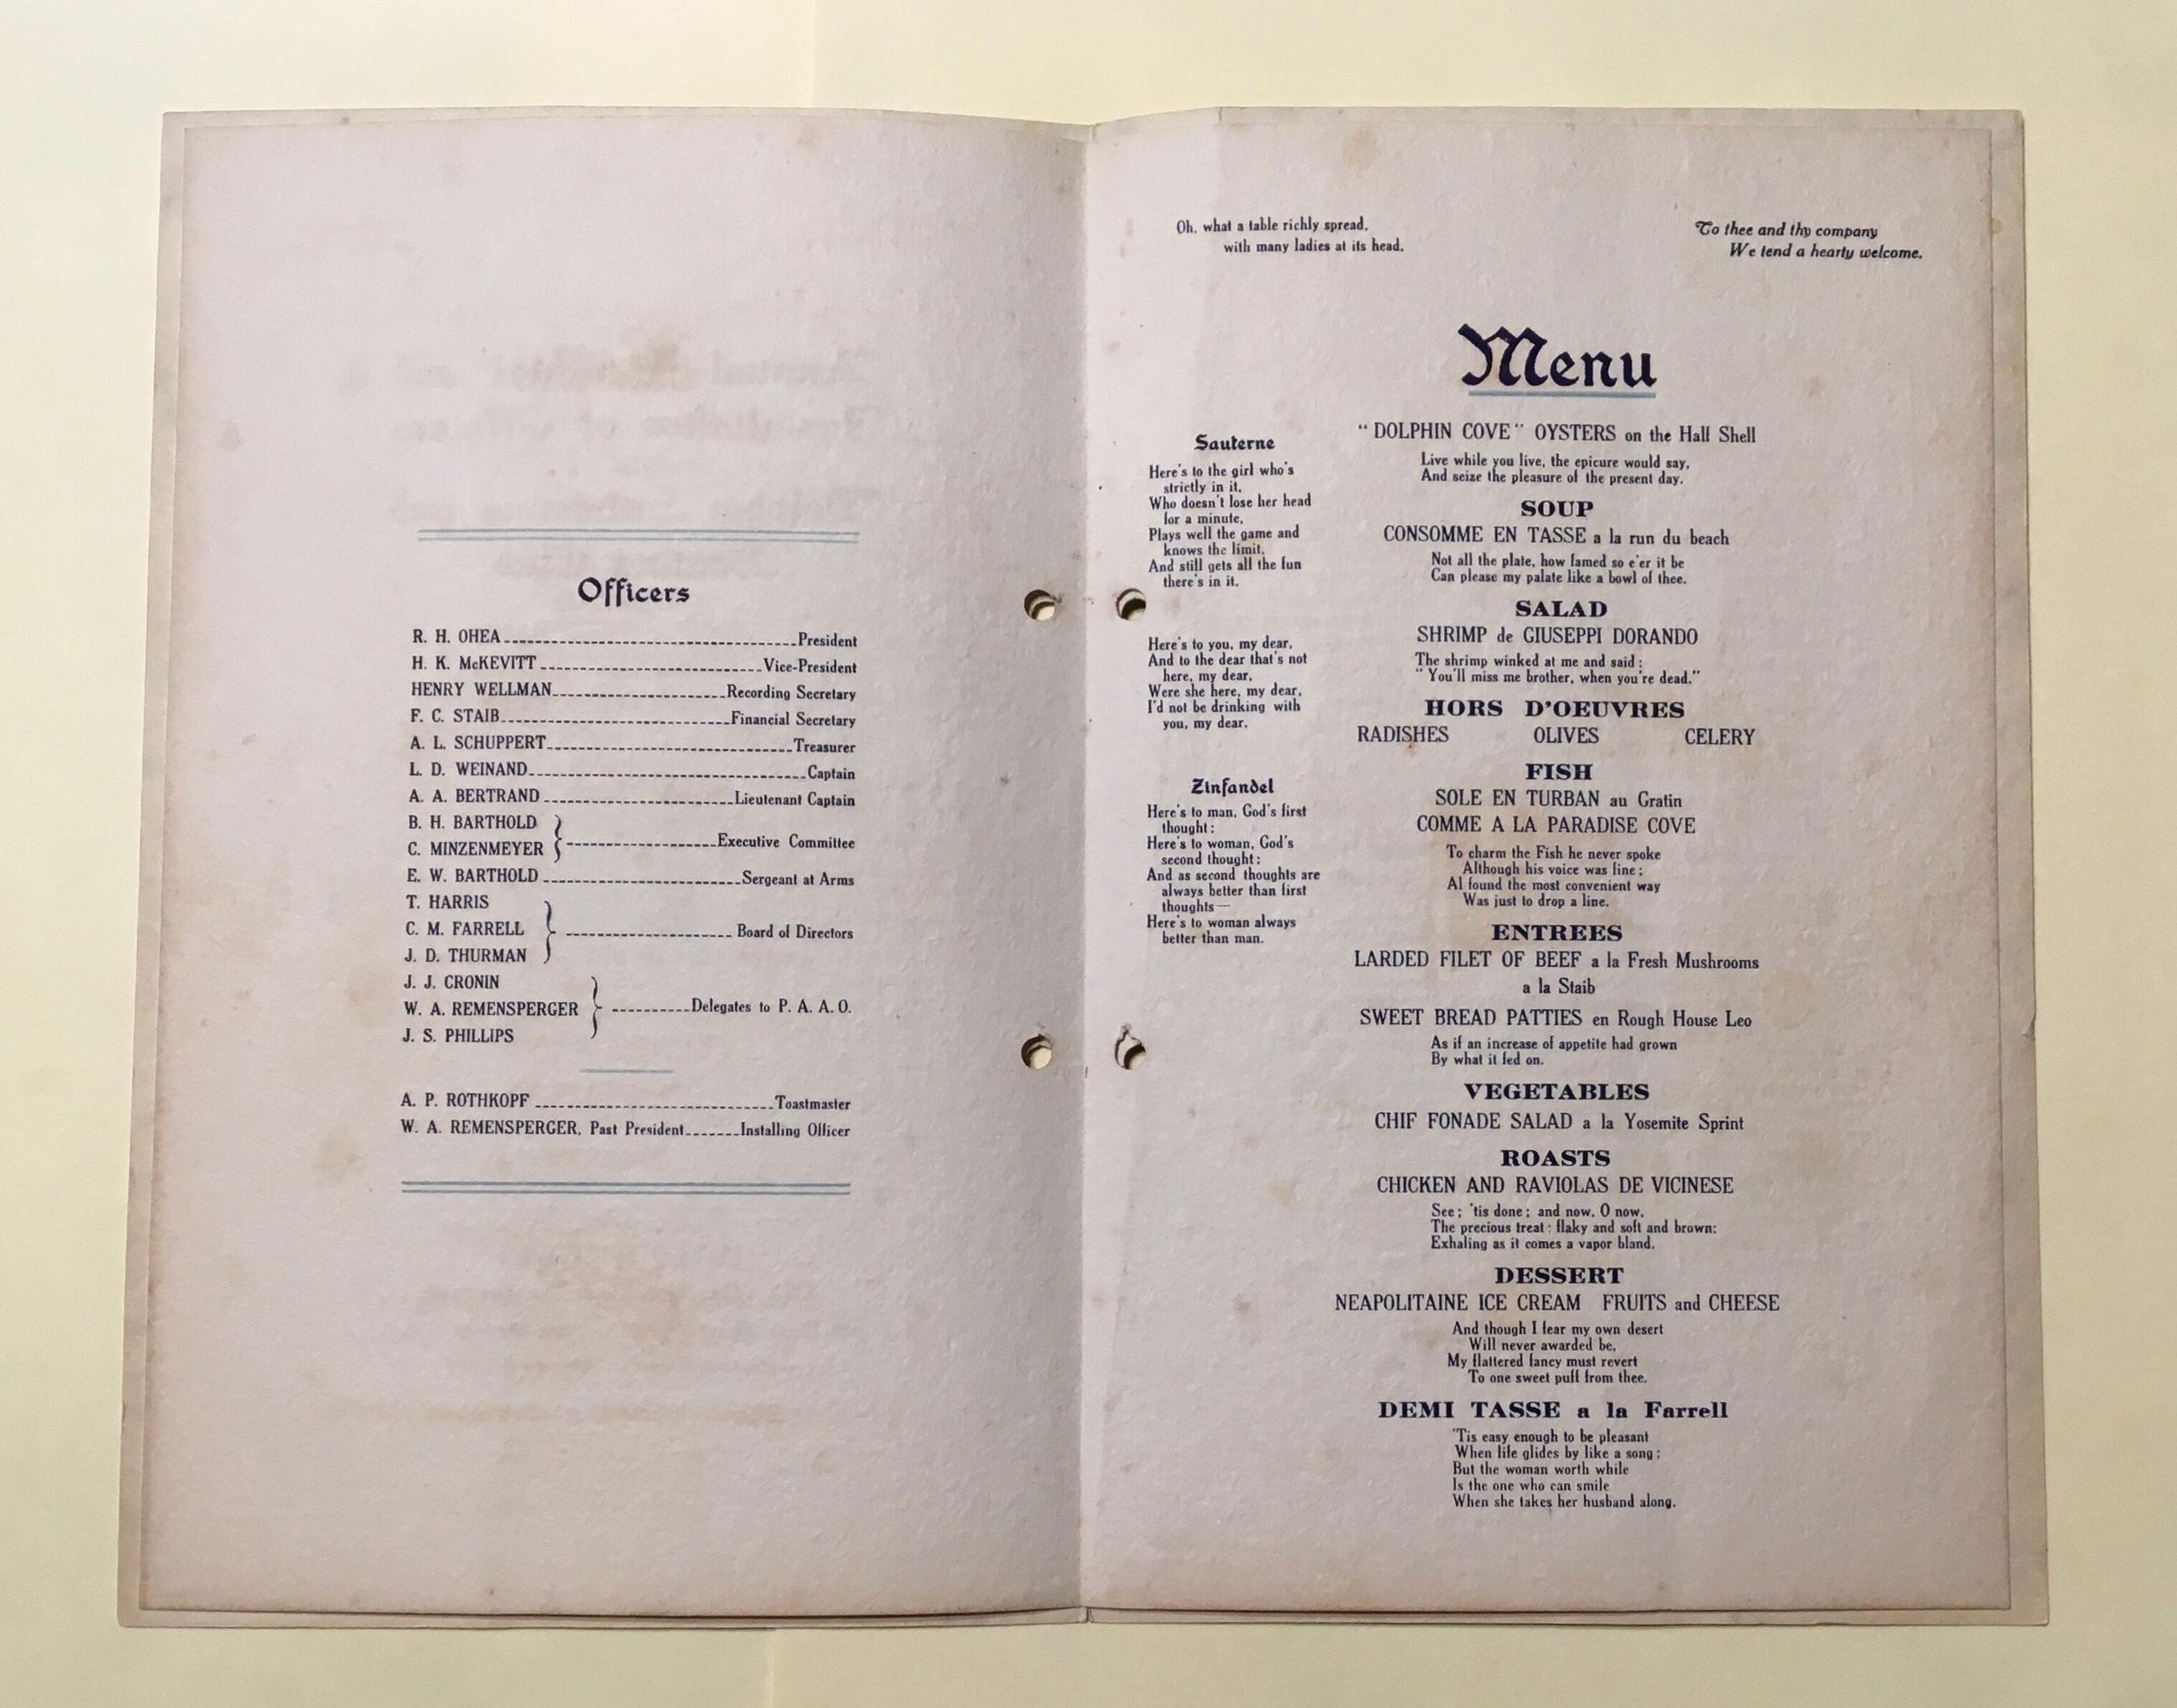 Officers
R. H. OHEA President
H. K. McKEVITT Vice-President
HENRY WELLMAN Recording Secretary
F. C. STAIB Financial Secretary
A. L. SCHUPPERT Treasurer
L. D. WEINAND Captain
A. A. BERTRAND Lieutenant Captain
B. H. BARTHOLD
C. MINZENMEYER
Executive Committee
E. W. BARTHOLD Sergeant at Arms
T. HARRIS
C. M. FARRELL
J. D. THURMAN
Board of Directors
J. J. CRONIN
W. A. REMENSPERGER
J. S. PHILLIPS
Delegates to P. A. A. O.
A. P. ROTHKOPF Toastmaster
W. A. REMENSPERGER, Past President Installing Officer
Oh, what a table richly spread,
with many ladies at its head.
To thee and thy company
We tend a hearty welcome.
Menu
Sauterne
Here's to the girl who's
strictly in it,
Who doesn't lose her head
for a minute,
Plays well the game and
knows the limit,
And still gets all the fun
there's in it.
Here's to you, my dear,
And to the dear that's not
here, my dear,
Were she here, my dear,
I'd not be drinking with
you, my dear.
Zinfandel
Here's to man, God's first
thought;
Here's to woman, God's
second thought;
And as second thoughts are
always better than first
thoughts—
Here's to woman always
better than man.
"DOLPHIN COVE" OYSTERS on the Half Shell
Live while you live, the epicure would say,
And seize the pleasure of the present day.
SOUP
CONSOMME EN TASSE a la run du beach
Not all the plate, how famed so e'er it be
Can please my palate like a bowl of thee.
SALAD
SHRIMP de GIUSEPPI DORANDO
The shrimp winked at me and said;
"You'll miss me brother, when you're dead."
HORS D'OEUVRES
RADISHES OLIVES CELERY
FISH
SOLE EN TURBAN au Gratin
COMME A LA PARADISE COVE
To charm the Fish he never spoke
Although his voice was fine;
Al found the most convenient way
Was just to drop a line.
ENTREES
LARDED FILET OF BEEF a la Fresh Mushrooms
a la Staib
SWEET BREAD PATTIES en Rough House Leo
As if an increase of appetite had grown
By what it fed on.
VEGETABLES
CHIF FONADE SALAD a la Yosemite Sprint
ROASTS
CHICKEN AND RAVIOLAS DE VICINESE
See; 'tis done; and now, O now,
The precious treat; flaky and soft and brown;
Exhaling as it comes a vapor bland.
DESSERT
NEAPOLITAINE ICE CREAM FRUITS and CHEESE
And though I fear my own desert
Will never awarded be,
My flattered fancy must revert
To one sweet puff from thee.
DEMI TASSE a la Farrell
'Tis easy enough to be pleasant
When life glides by like a song;
But the woman worth while
Is the one who can smile
When she takes her husband along.